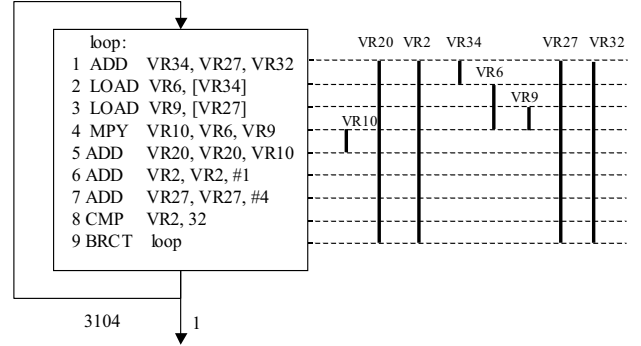 loop:
1 ADD VR34, VR27, VR32
2 LOAD VR6, [VR34]
3 LOAD VR9, [VR27]
4 MPY VR10, VR6, VR9
5 ADD VR20, VR20, VR10
6 ADD VR2, VR2, #1
7 ADD VR27, VR27, #4
8 CMP VR2, 32
9 BRCT loop
VR20 VR2 VR34 VR27 VR32
VR6
VR9
VR10
3104 1